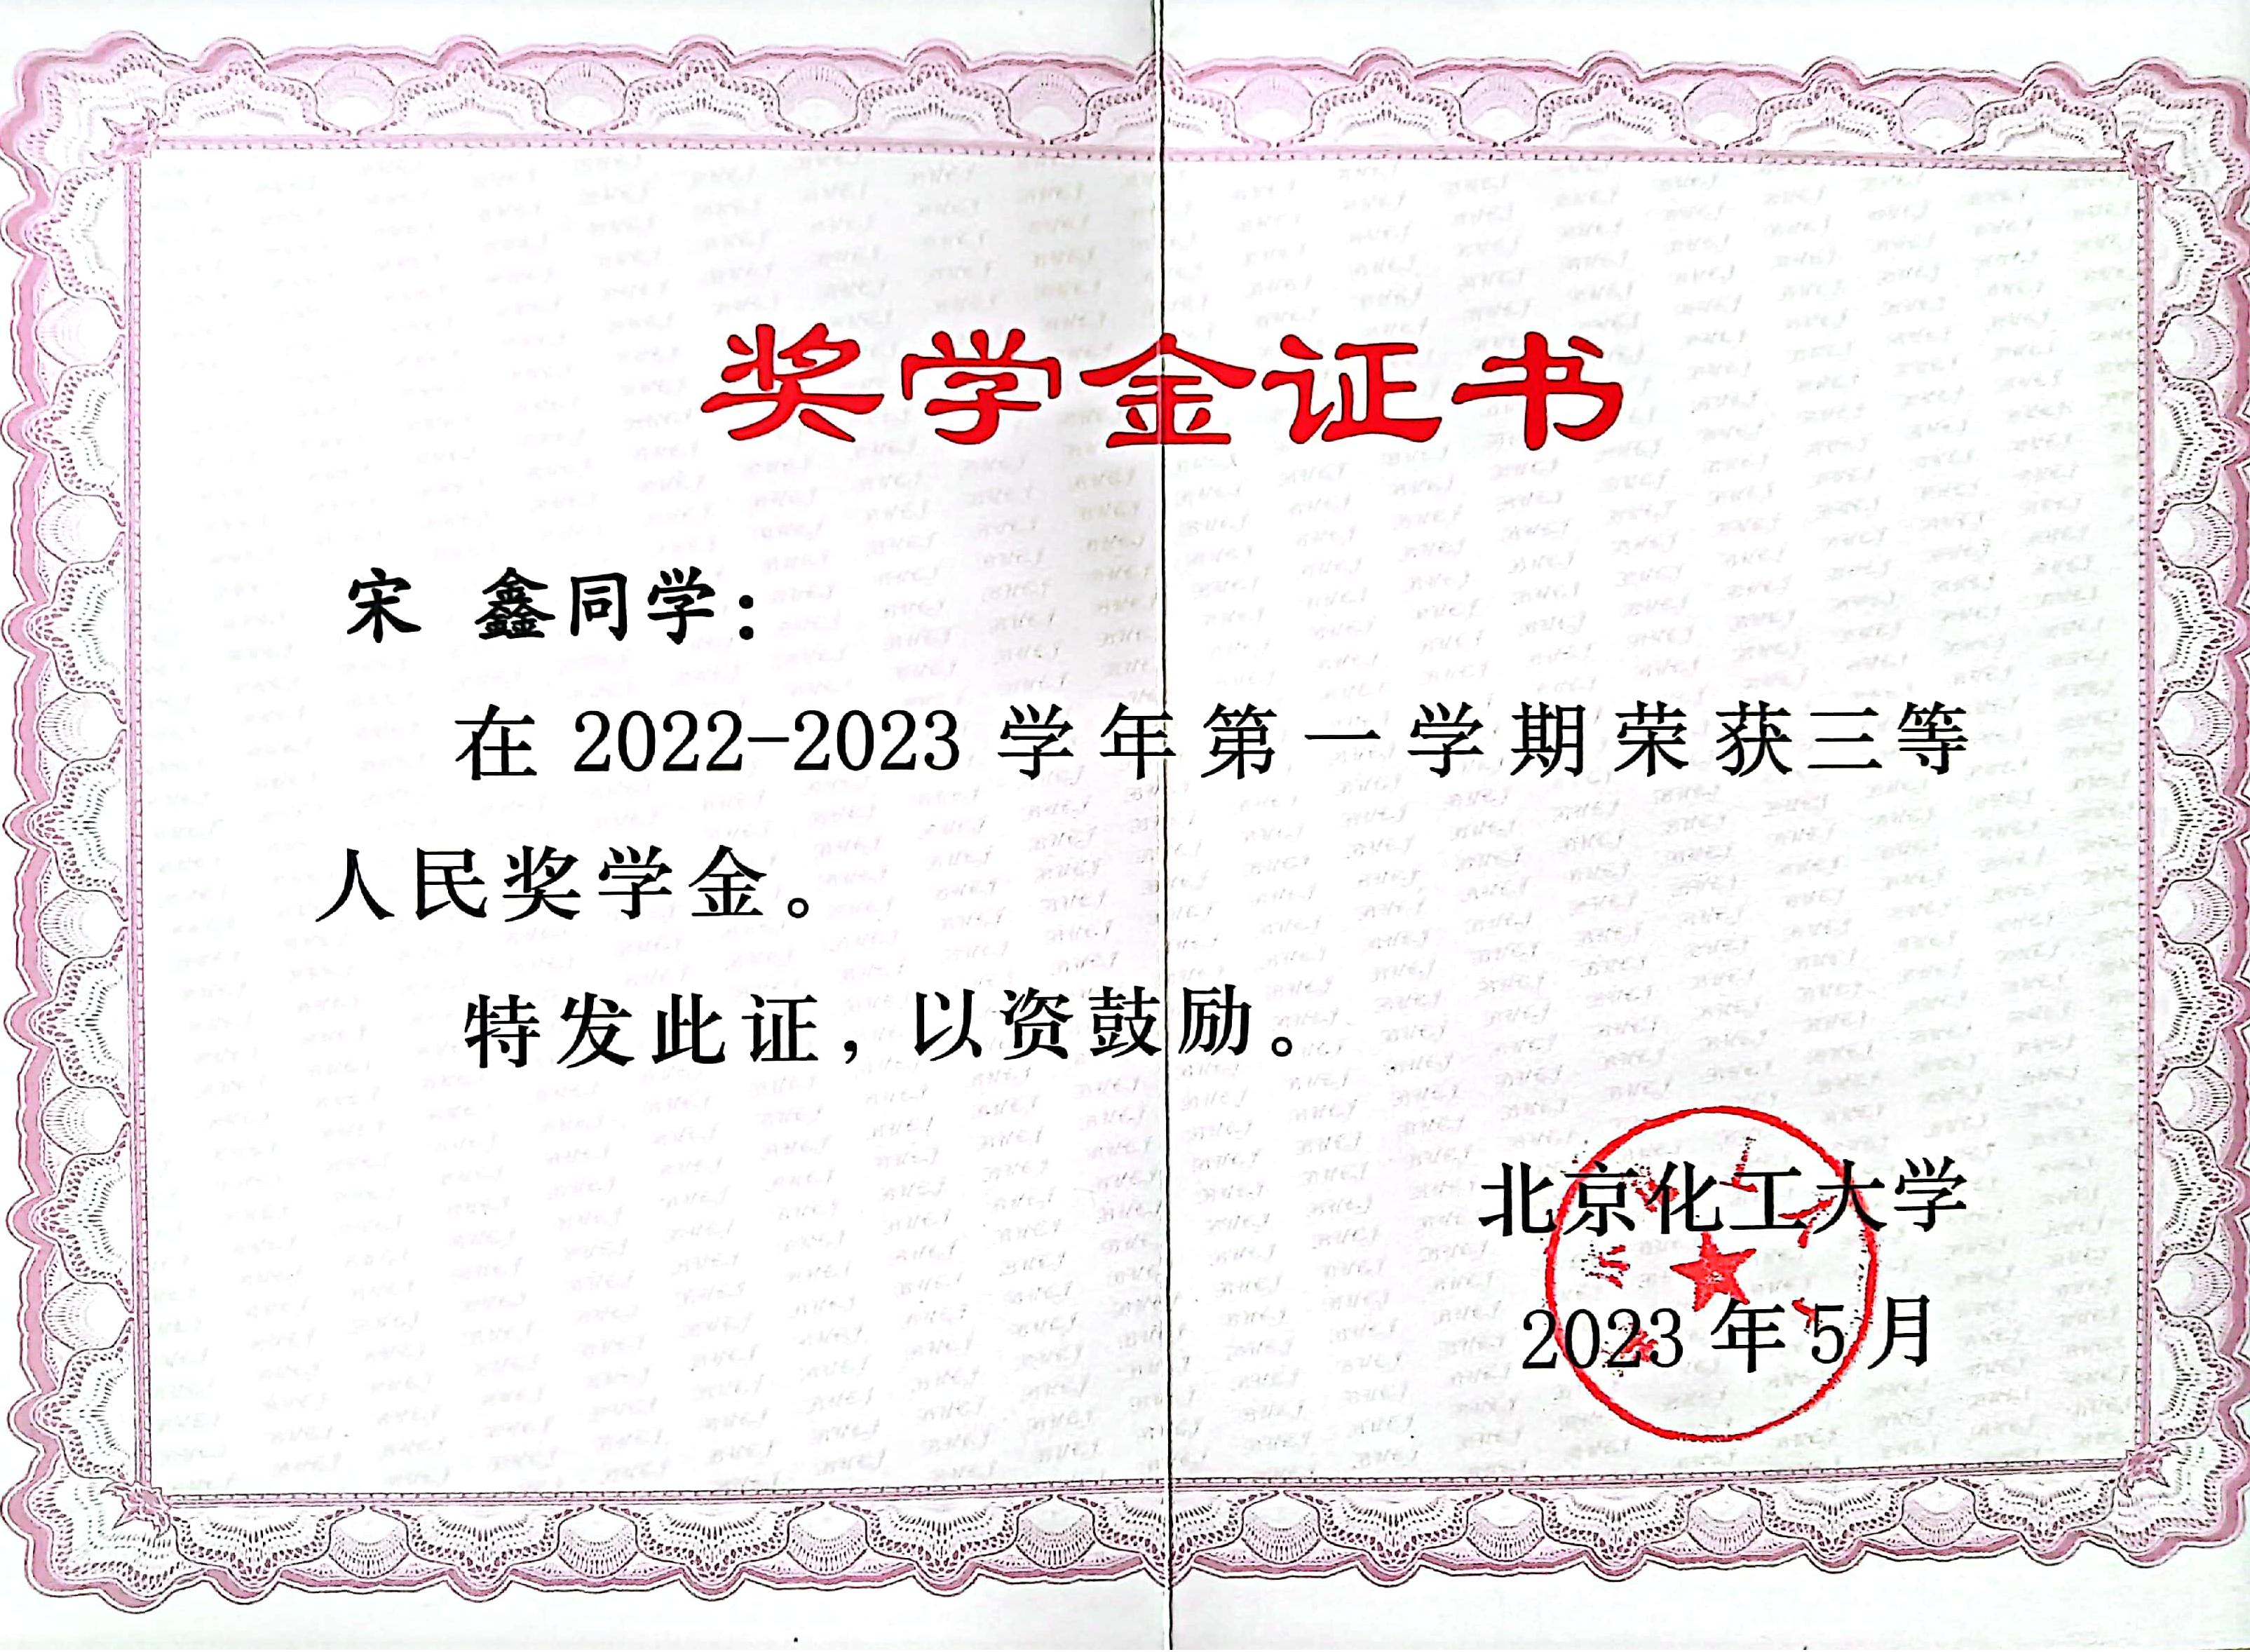 奖学金证书
宋 鑫同学：
在 2022-2023 学年第一学期荣获三等
人民奖学金。
特发此证，以资鼓励。
北京化工大学
2023 年 5 月